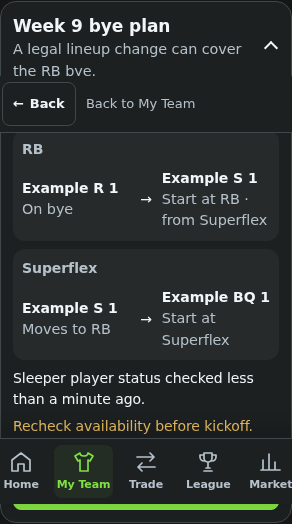 Week 9 bye plan
A legal lineup change can cover
the RB bye.
← Back
Back to My Team
RB
Example R 1
On bye
→
Example S 1
Start at RB ·
from Superflex
Superflex
Example S 1
Moves to RB
→
Example BQ 1
Start at
Superflex
Sleeper player status checked less
than a minute ago.
Recheck availability before kickoff.
Home
My Team
Trade
League
Market